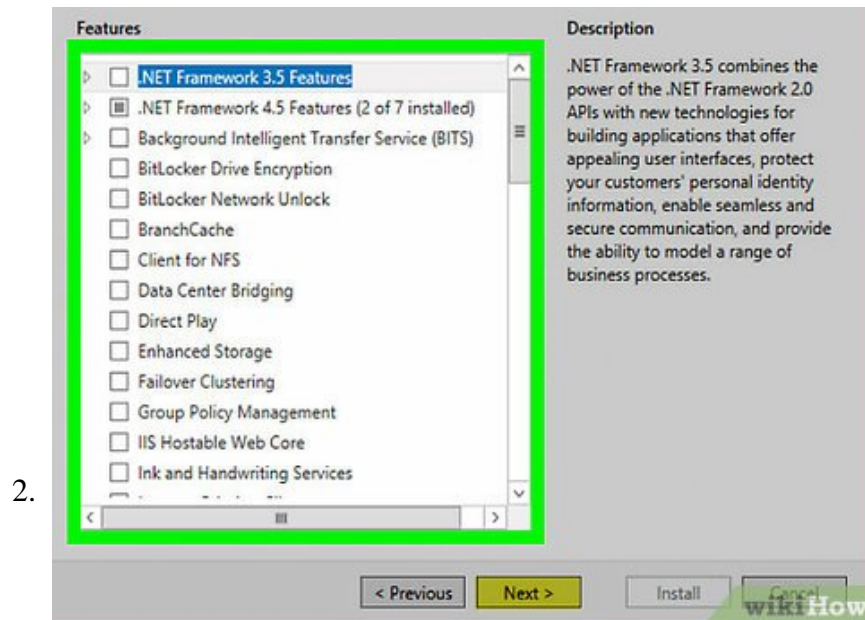 Features
.NET Framework 3.5 Features
.NET Framework 4.5 Features (2 of 7 installed)
Background Intelligent Transfer Service (BITS)
BitLocker Drive Encryption
BitLocker Network Unlock
BranchCache
Client for NFS
Data Center Bridging
Direct Play
Enhanced Storage
Failover Clustering
Group Policy Management
IIS Hostable Web Core
Ink and Handwriting Services
Description
.NET Framework 3.5 combines the
power of the .NET Framework 2.0
APIs with new technologies for
building applications that offer
appealing user interfaces, protect
your customers' personal identity
information, enable seamless and
secure communication, and provide
the ability to model a range of
business processes.
2.
< Previous
Next >
Install
Cancel
wikiHow